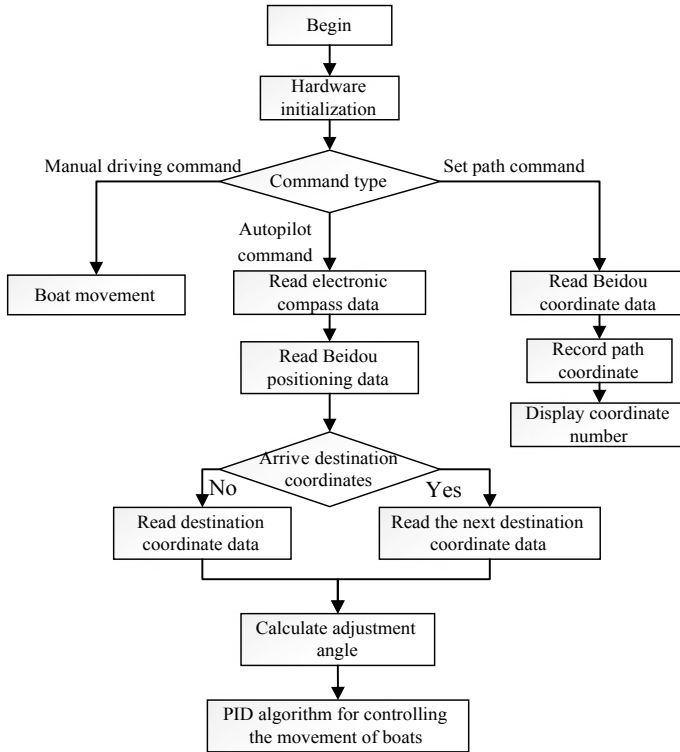 Begin
Hardware
initialization
Manual driving command
Command type
Set path command
Autopilot
command
Boat movement
Read electronic
compass data
Read Beidou
coordinate data
Read Beidou
positioning data
Record path
coordinate
Display coordinate
number
Arrive destination
coordinates
No
Yes
Read destination
coordinate data
Read the next destination
coordinate data
Calculate adjustment
angle
PID algorithm for controlling
the movement of boats